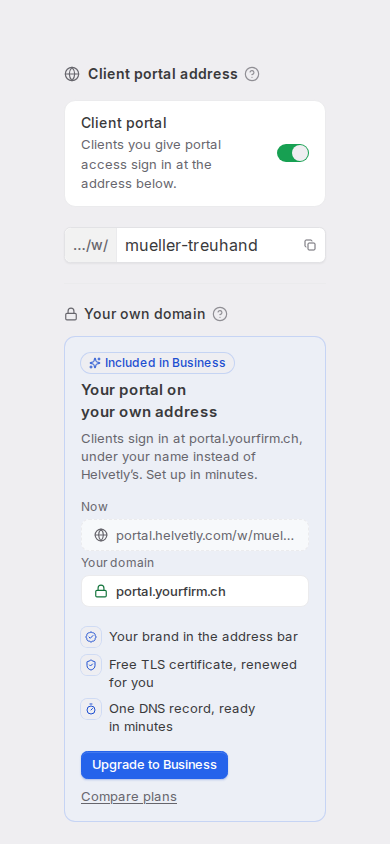 Client portal address
Client portal
Clients you give portal
access sign in at the
address below.
.../w/ mueller-treuhand
Your own domain
Included in Business
Your portal on
your own address
Clients sign in at portal.yourfirm.ch,
under your name instead of
Helvetly's. Set up in minutes.
Now
portal.helvetly.com/w/muel...
Your domain
portal.yourfirm.ch
Your brand in the address bar
Free TLS certificate, renewed
for you
One DNS record, ready
in minutes
Upgrade to Business
Compare plans